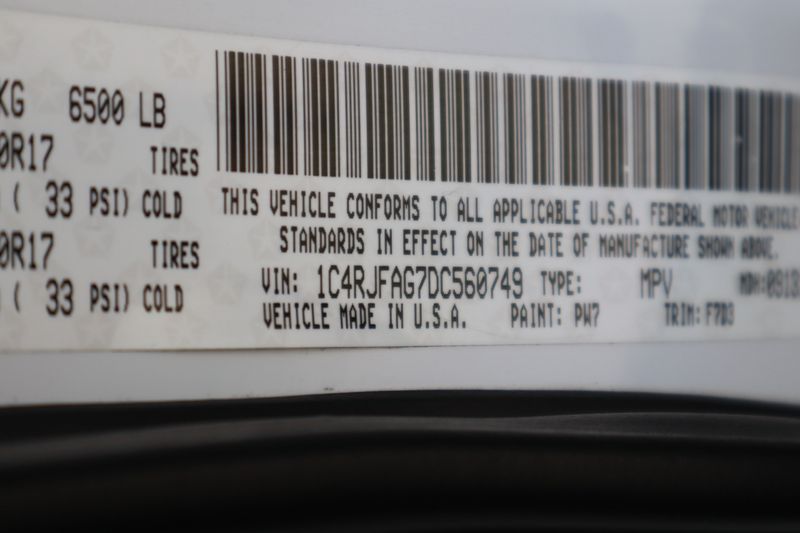 KG 6500 LB
0R17 TIRES
( 33 PSI) COLD
0R17 TIRES
( 33 PSI) COLD
THIS VEHICLE CONFORMS TO ALL APPLICABLE U.S.A. FEDERAL MOTOR VEHICLE
STANDARDS IN EFFECT ON THE DATE OF MANUFACTURE SHOWN ABOVE.
VIN: 1C4RJFAG7DC560749 TYPE: MPV MDH:0918
VEHICLE MADE IN U.S.A. PAINT: PW7 TRIM: F7D3